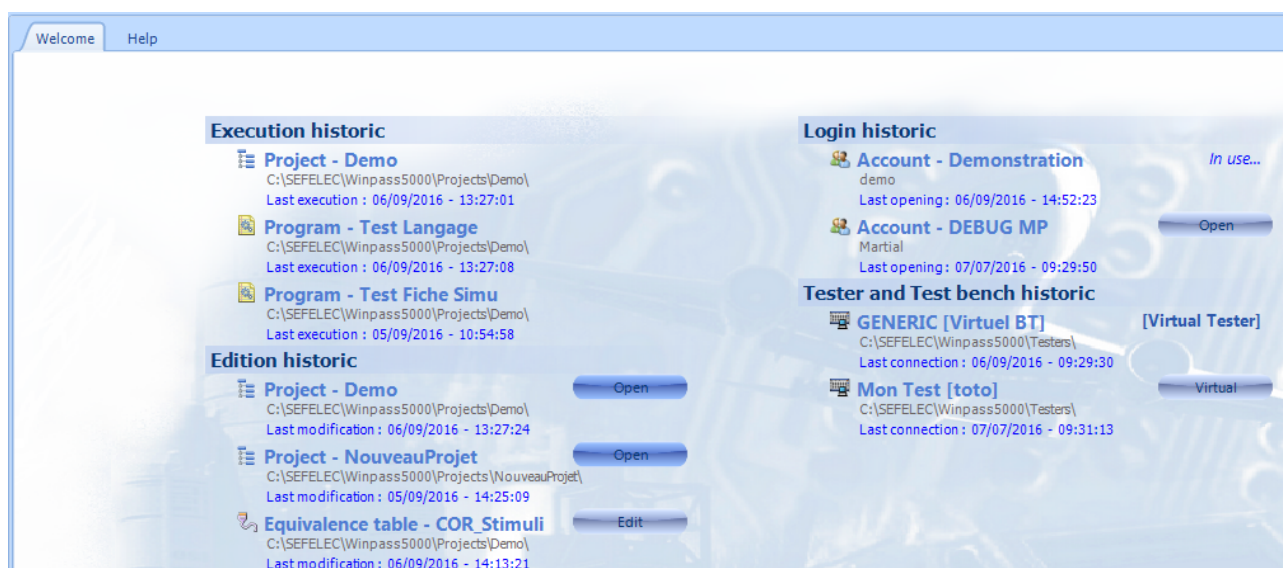 Welcome
Help
Execution historic
Project - Demo
C:\SEFELEC\Winpass5000\Projects\Demo\
Last execution : 06/09/2016 - 13:27:01
Program - Test Langage
C:\SEFELEC\Winpass5000\Projects\Demo\
Last execution : 06/09/2016 - 13:27:08
Program - Test Fiche Simu
C:\SEFELEC\Winpass5000\Projects\Demo\
Last execution : 05/09/2016 - 10:54:58
Edition historic
Project - Demo
Open
C:\SEFELEC\Winpass5000\Projects\Demo\
Last modification : 06/09/2016 - 13:27:24
Project - NouveauProjet
Open
C:\SEFELEC\Winpass5000\Projects\NouveauProjet\
Last modification : 05/09/2016 - 14:25:09
Equivalence table - COR_Stimuli
Edit
C:\SEFELEC\Winpass5000\Projects\Demo\
Last modification : 06/09/2016 - 14:13:21
Login historic
Account - Demonstration
In use...
demo
Last opening : 06/09/2016 - 14:52:23
Account - DEBUG MP
Open
Martial
Last opening : 07/07/2016 - 09:29:50
Tester and Test bench historic
GENERIC [Virtuel BT]
[Virtual Tester]
C:\SEFELEC\Winpass5000\Testers\
Last connection : 06/09/2016 - 09:29:30
Mon Test [toto]
Virtual
C:\SEFELEC\Winpass5000\Testers\
Last connection : 07/07/2016 - 09:31:13